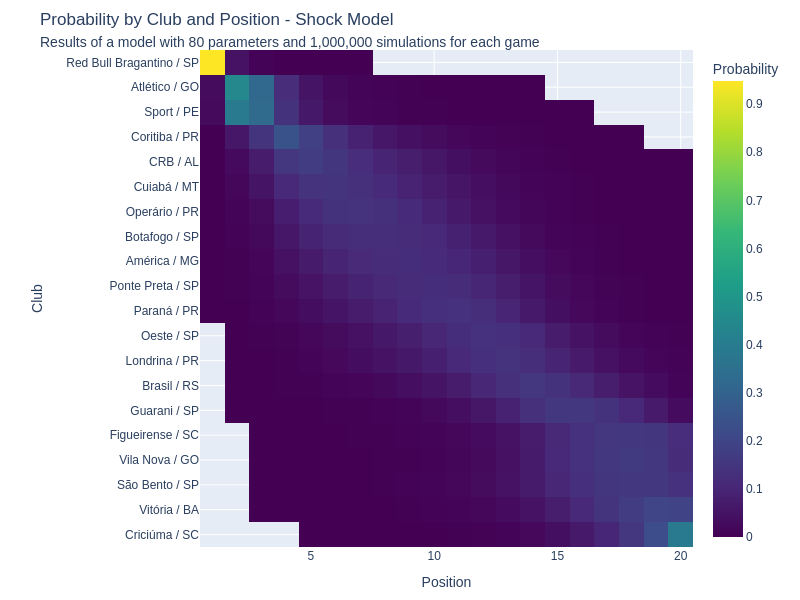 Probability by Club and Position - Shock Model
Results of a model with 80 parameters and 1,000,000 simulations for each game
Probability
Red Bull Bragantino / SP
Atlético / GO
Sport / PE
Coritiba / PR
CRB / AL
Cuiabá / MT
Operário / PR
Botafogo / SP
América / MG
Ponte Preta / SP
Paraná / PR
Oeste / SP
Londrina / PR
Brasil / RS
Guarani / SP
Figueirense / SC
Vila Nova / GO
São Bento / SP
Vitória / BA
Criciúma / SC
Club
5
10
15
20
Position
0.9
0.8
0.7
0.6
0.5
0.4
0.3
0.2
0.1
0